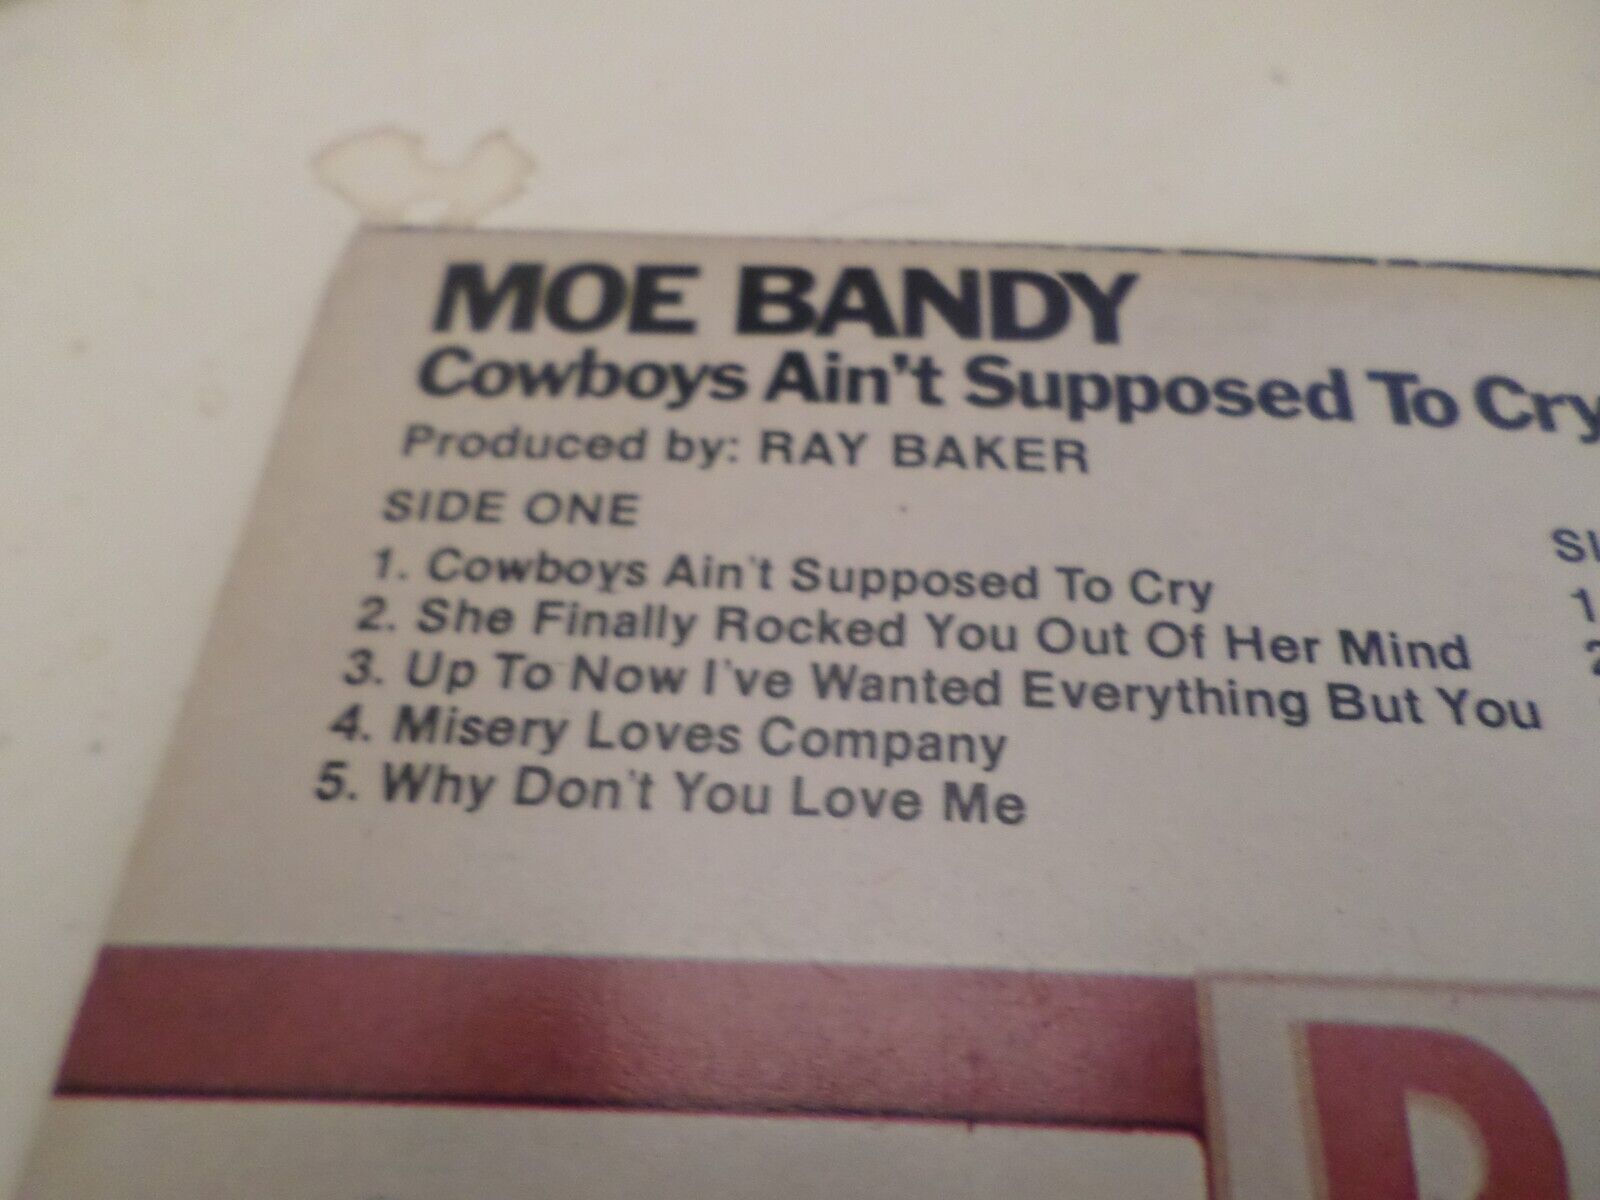 MOE BANDY
Cowboys Ain't Supposed To Cry
Produced by: RAY BAKER
SIDE ONE
1. Cowboys Ain't Supposed To Cry
2. She Finally Rocked You Out Of Her Mind
3. Up To Now I've Wanted Everything But You
4. Misery Loves Company
5. Why Don't You Love Me